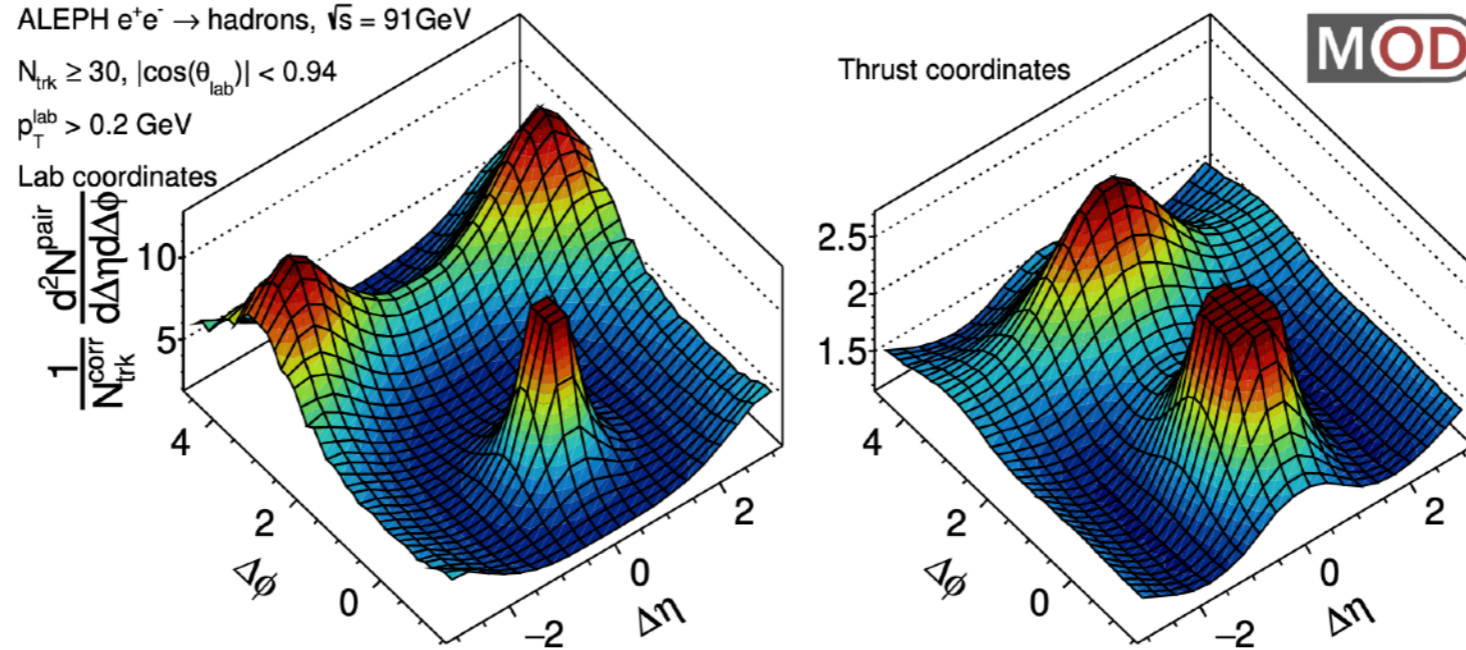 ALEPH e⁺e⁻ → hadrons, √s = 91GeV
N_trk ≥ 30, |cos(θ_lab)| < 0.94
p_T^lab > 0.2 GeV
Lab coordinates
1/N_trk^corr d²N^pair/dΔηdΔϕ
10
5
4
2
0
Δϕ
−2
0
2
Δη
Thrust coordinates
MOD
2.5
2
1.5
4
2
0
Δϕ
−2
0
2
Δη